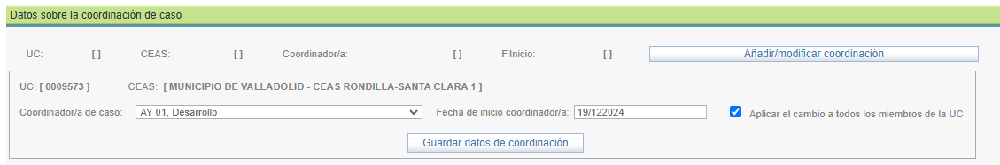 Datos sobre la coordinación de caso
UC: [ ] CEAS: [ ] Coordinador/a: [ ] F.Inicio: [ ] Añadir/modificar coordinación
UC: [ 0009573 ] CEAS: [ MUNICIPIO DE VALLADOLID - CEAS RONDILLA-SANTA CLARA 1 ]
Coordinador/a de caso: AY 01, Desarrollo Fecha de inicio coordinador/a: 19/122024 Aplicar el cambio a todos los miembros de la UC
Guardar datos de coordinación